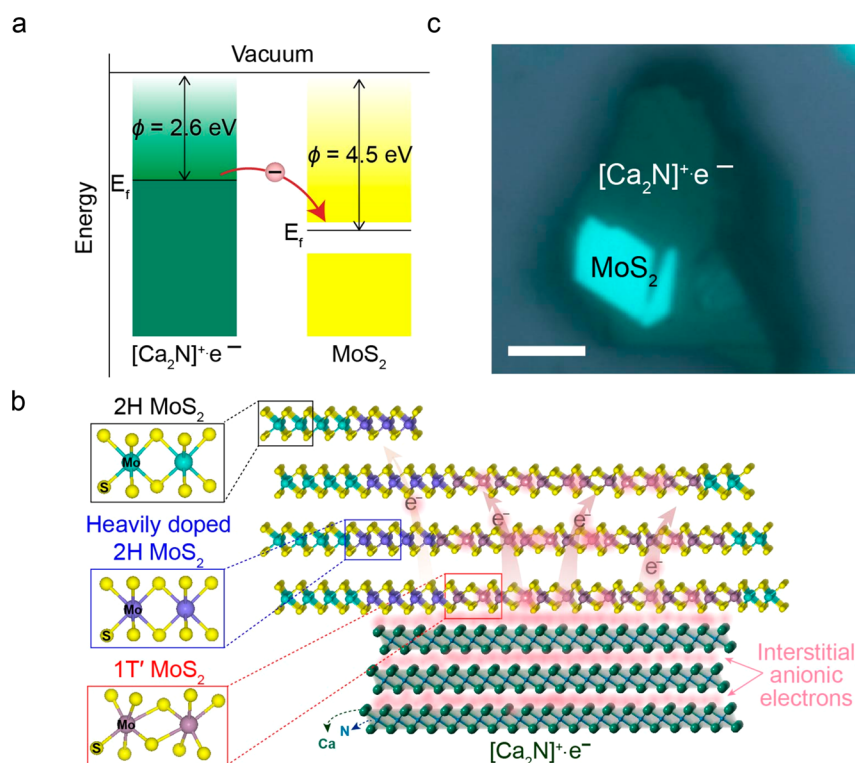 a
Vacuum
ϕ = 2.6 eV
ϕ = 4.5 eV
E_f
E_f
Energy
[Ca₂N]⁺·e⁻
MoS₂
c
[Ca₂N]⁺·e⁻
MoS₂
b
2H MoS₂
Mo
S
Heavily doped
2H MoS₂
Mo
S
1T′ MoS₂
Mo
S
e⁻
e⁻
e⁻
e⁻
Interstitial
anionic
electrons
Ca
N
[Ca₂N]⁺·e⁻